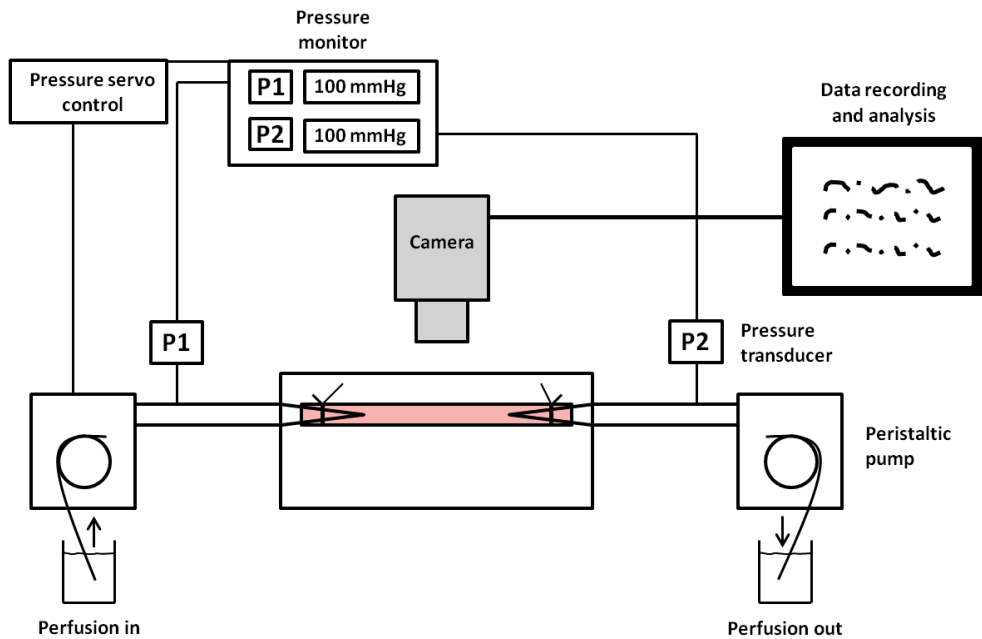 Pressure
monitor
Pressure servo
control
P1
100 mmHg
P2
100 mmHg
Data recording
and analysis
Camera
P1
P2
Pressure
transducer
Peristaltic
pump
Perfusion in
Perfusion out